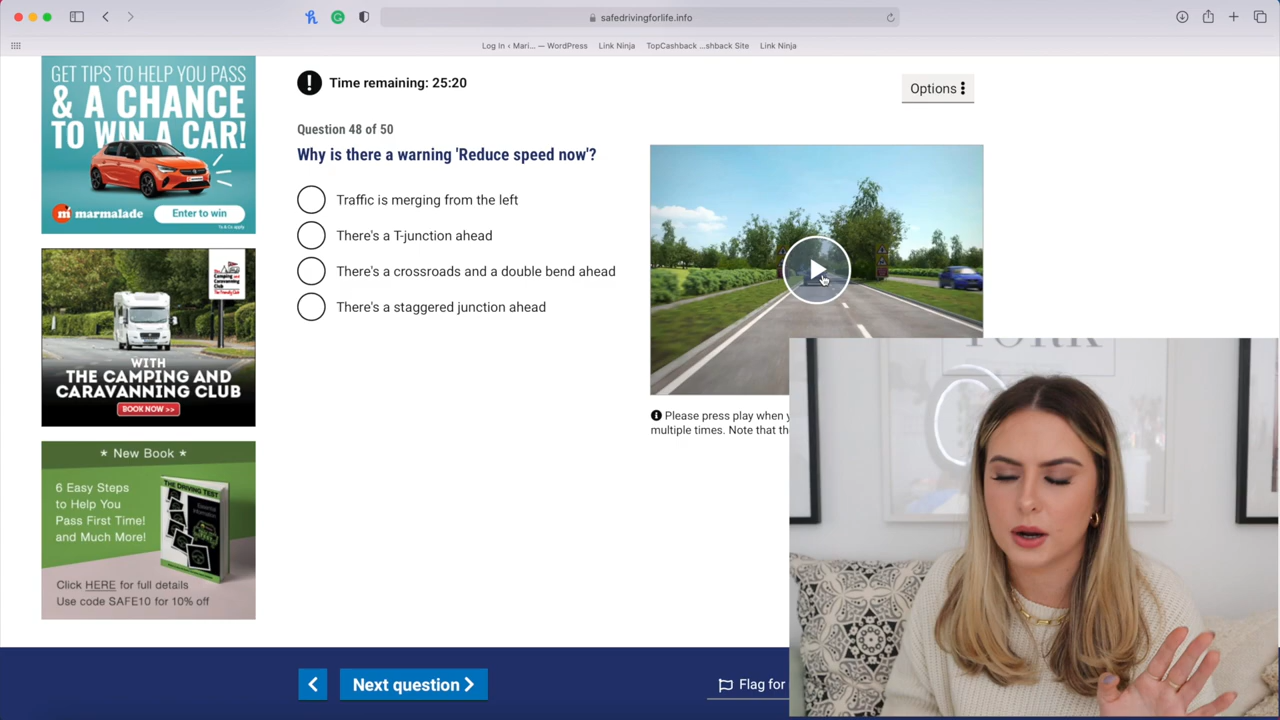 safedrivingforlife.info
Log In ‹ Mari... — WordPress
Link Ninja
TopCashback ...shback Site
Link Ninja
GET TIPS TO HELP YOU PASS
& A CHANCE
TO WIN A CAR!
marmalade
Enter to win
T's & C's apply
WITH
THE CAMPING AND
CARAVANNING CLUB
BOOK NOW >>
★ New Book ★
6 Easy Steps
to Help You
Pass First Time!
and Much More!
THE DRIVING TEST
Click HERE for full details
Use code SAFE10 for 10% off
Time remaining: 25:20
Options
Question 48 of 50
Why is there a warning 'Reduce speed now'?
Traffic is merging from the left
There's a T-junction ahead
There's a crossroads and a double bend ahead
There's a staggered junction ahead
Please press play when y
multiple times. Note that th
Next question
Flag for